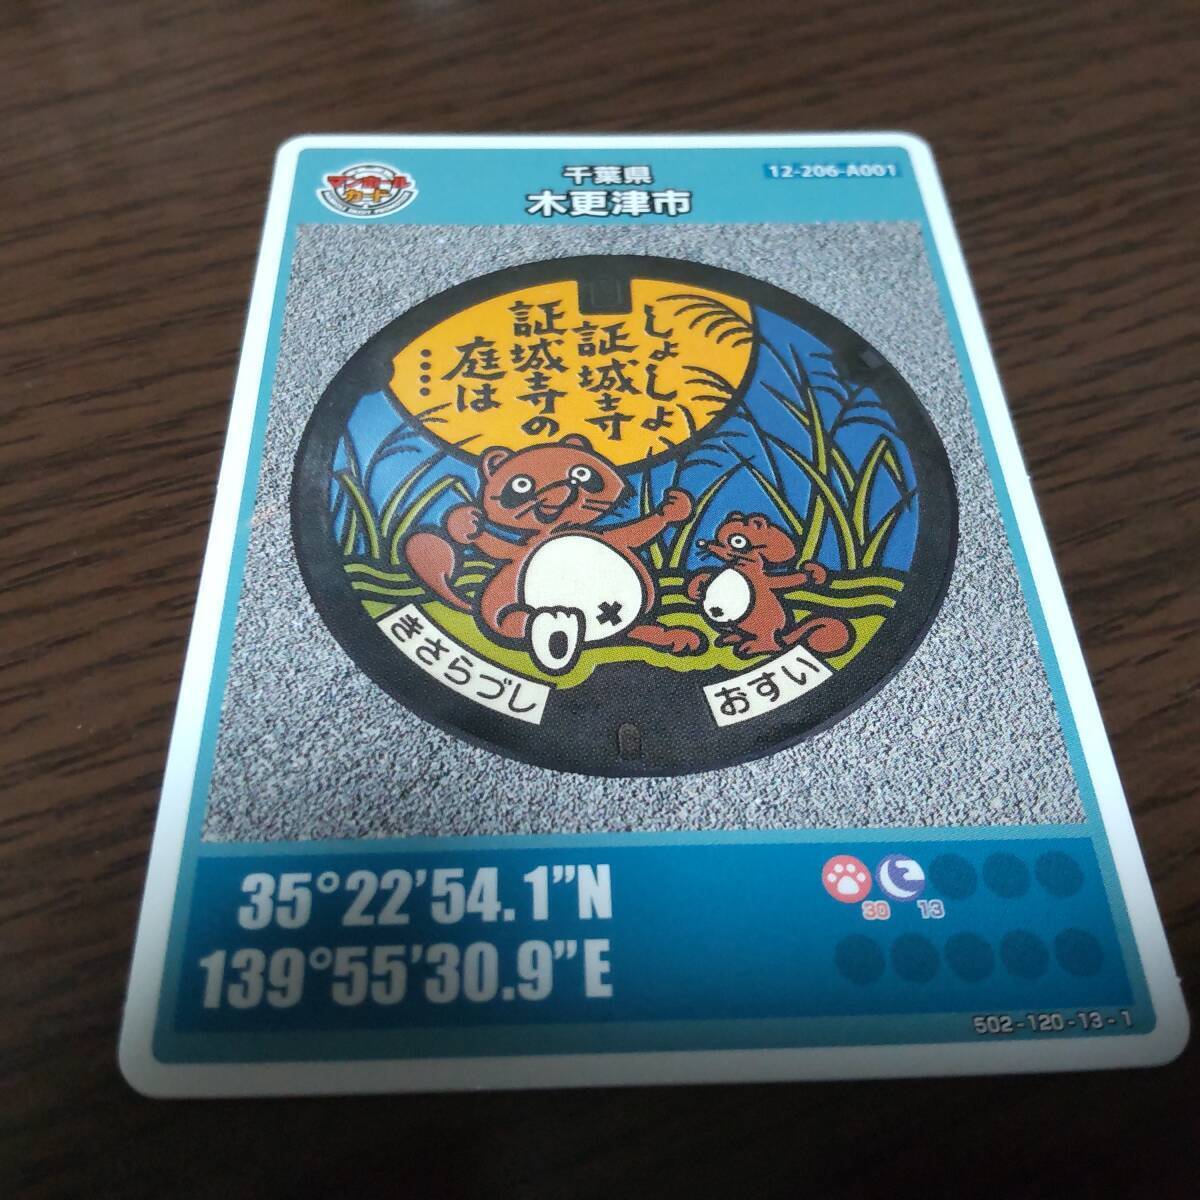 マンホール
カード
千葉県
木更津市
12-206-A001
しょしょ
証城寺
証城寺の
庭は
‥‥
きさらづし
おすい
35°22'54.1"N
139°55'30.9"E
30
13
502-120-13-1